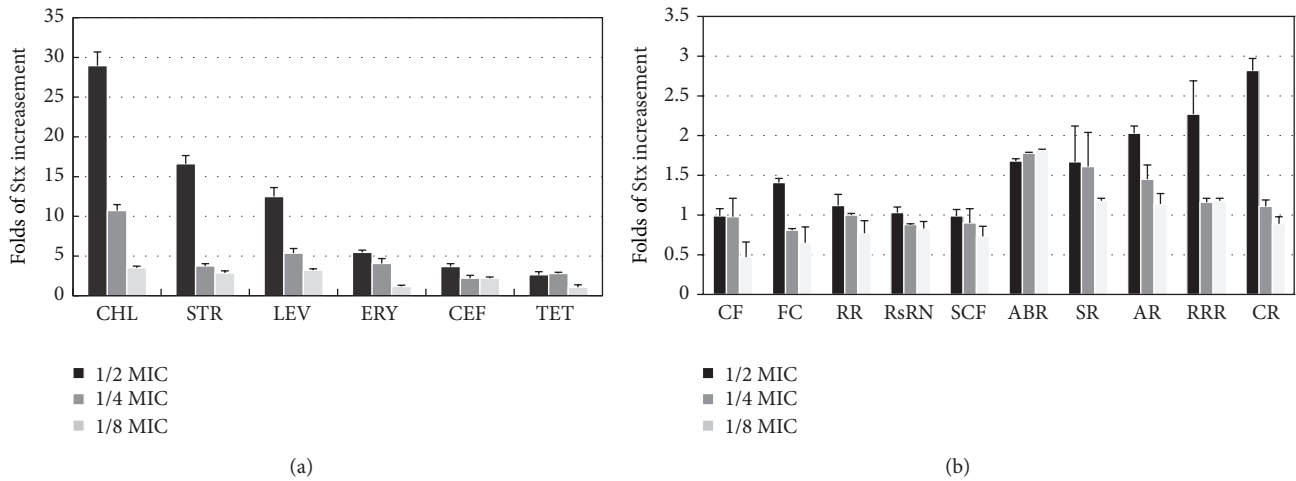 Folds of Stx increasement
35
30
25
20
15
10
5
0
CHL STR LEV ERY CEF TET
1/2 MIC
1/4 MIC
1/8 MIC
(a)
Folds of Stx increasement
3.5
3
2.5
2
1.5
1
0.5
0
CF FC RR RsRN SCF ABR SR AR RRR CR
1/2 MIC
1/4 MIC
1/8 MIC
(b)